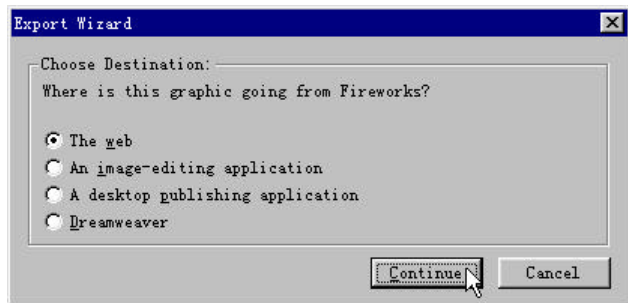 Export Wizard
Choose Destination:
Where is this graphic going from Fireworks?
The web
An image-editing application
A desktop publishing application
Dreamweaver
Continue Cancel